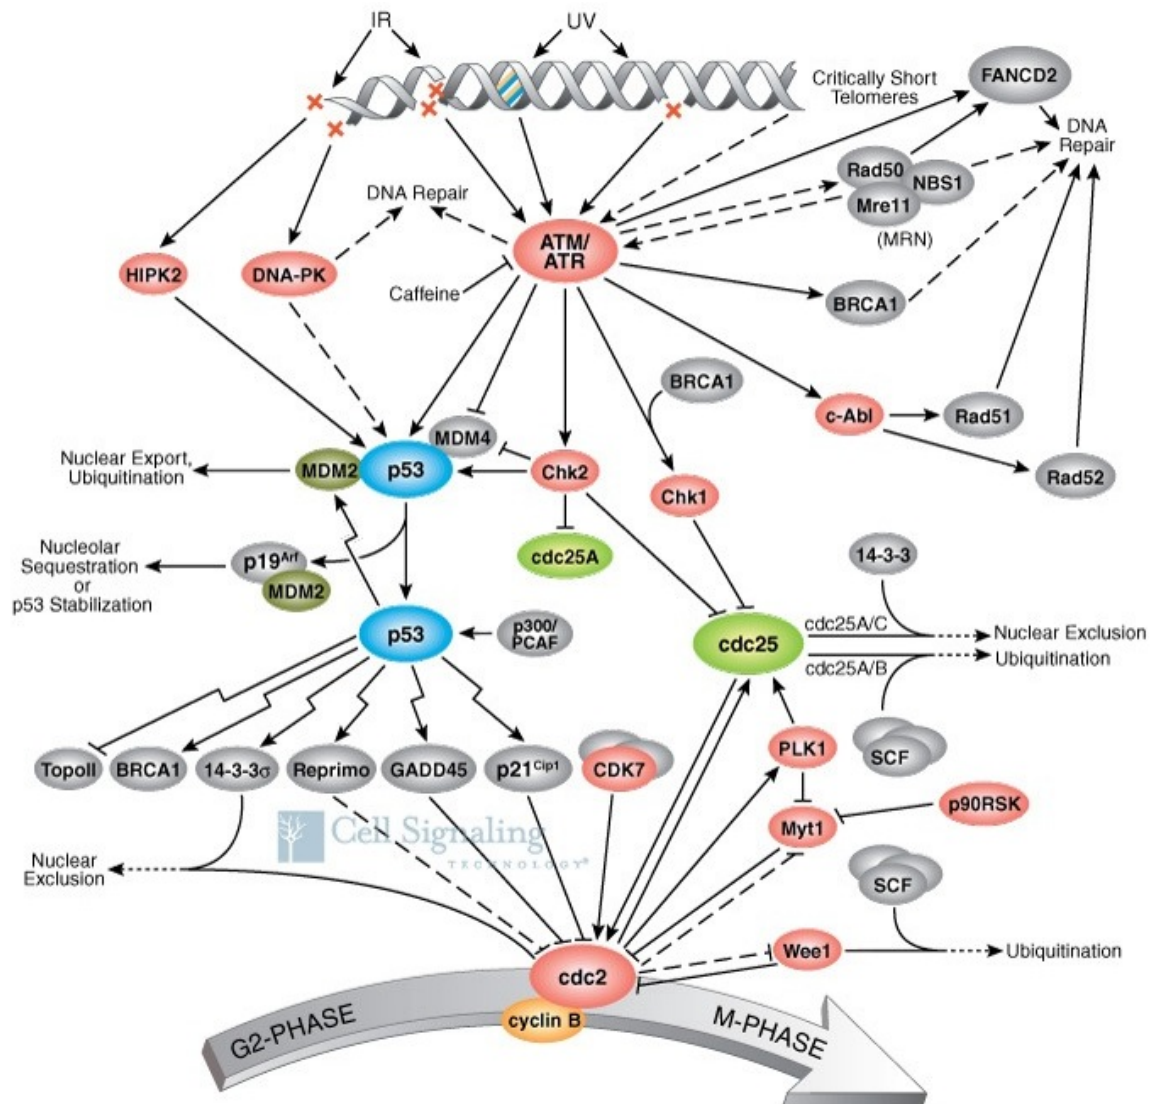 IR
UV
Critically Short
Telomeres
FANCD2
DNA
Repair
Rad50
NBS1
Mre11
(MRN)
DNA Repair
ATM/
ATR
HIPK2
DNA-PK
Caffeine
BRCA1
BRCA1
c-Abl
Rad51
Rad52
MDM4
Nuclear Export,
Ubiquitination
MDM2
p53
Chk2
Chk1
cdc25A
Nucleolar
Sequestration
or
p53 Stabilization
p19Arf
MDM2
14-3-3
p53
p300/
PCAF
cdc25
cdc25A/C
Nuclear Exclusion
cdc25A/B
Ubiquitination
SCF
TopoII
BRCA1
14-3-3σ
Reprimo
GADD45
p21Cip1
CDK7
PLK1
Myt1
p90RSK
Cell Signaling
TECHNOLOGY®
Nuclear
Exclusion
SCF
Wee1
Ubiquitination
cdc2
cyclin B
G2-PHASE
M-PHASE